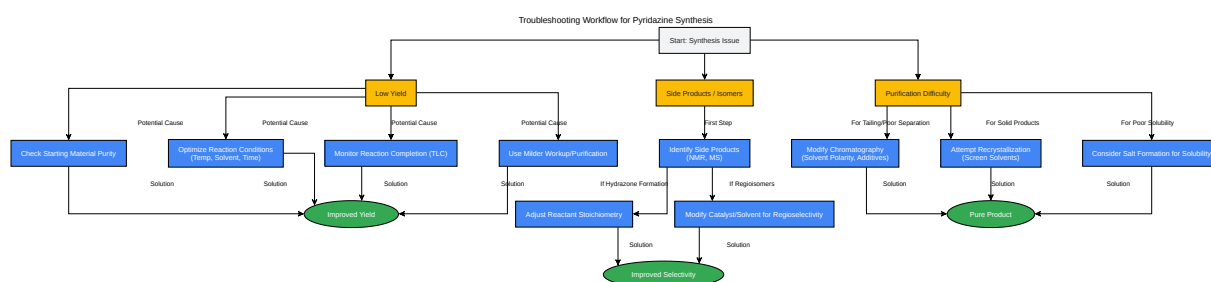 Troubleshooting Workflow for Pyridazine Synthesis
Start: Synthesis Issue
Low Yield
Side Products / Isomers
Purification Difficulty
Potential Cause
Potential Cause
Potential Cause
Potential Cause
First Step
For Tailing/Poor Separation
For Solid Products
For Poor Solubility
Check Starting Material Purity
Optimize Reaction Conditions
(Temp, Solvent, Time)
Monitor Reaction Completion (TLC)
Use Milder Workup/Purification
Identify Side Products
(NMR, MS)
Modify Chromatography
(Solvent Polarity, Additives)
Attempt Recrystallization
(Screen Solvents)
Consider Salt Formation for Solubility
Solution
Solution
Solution
Solution
If Hydrazone Formation
If Regioisomers
Solution
Solution
Solution
Improved Yield
Adjust Reactant Stoichiometry
Modify Catalyst/Solvent for Regioselectivity
Pure Product
Solution
Solution
Improved Selectivity